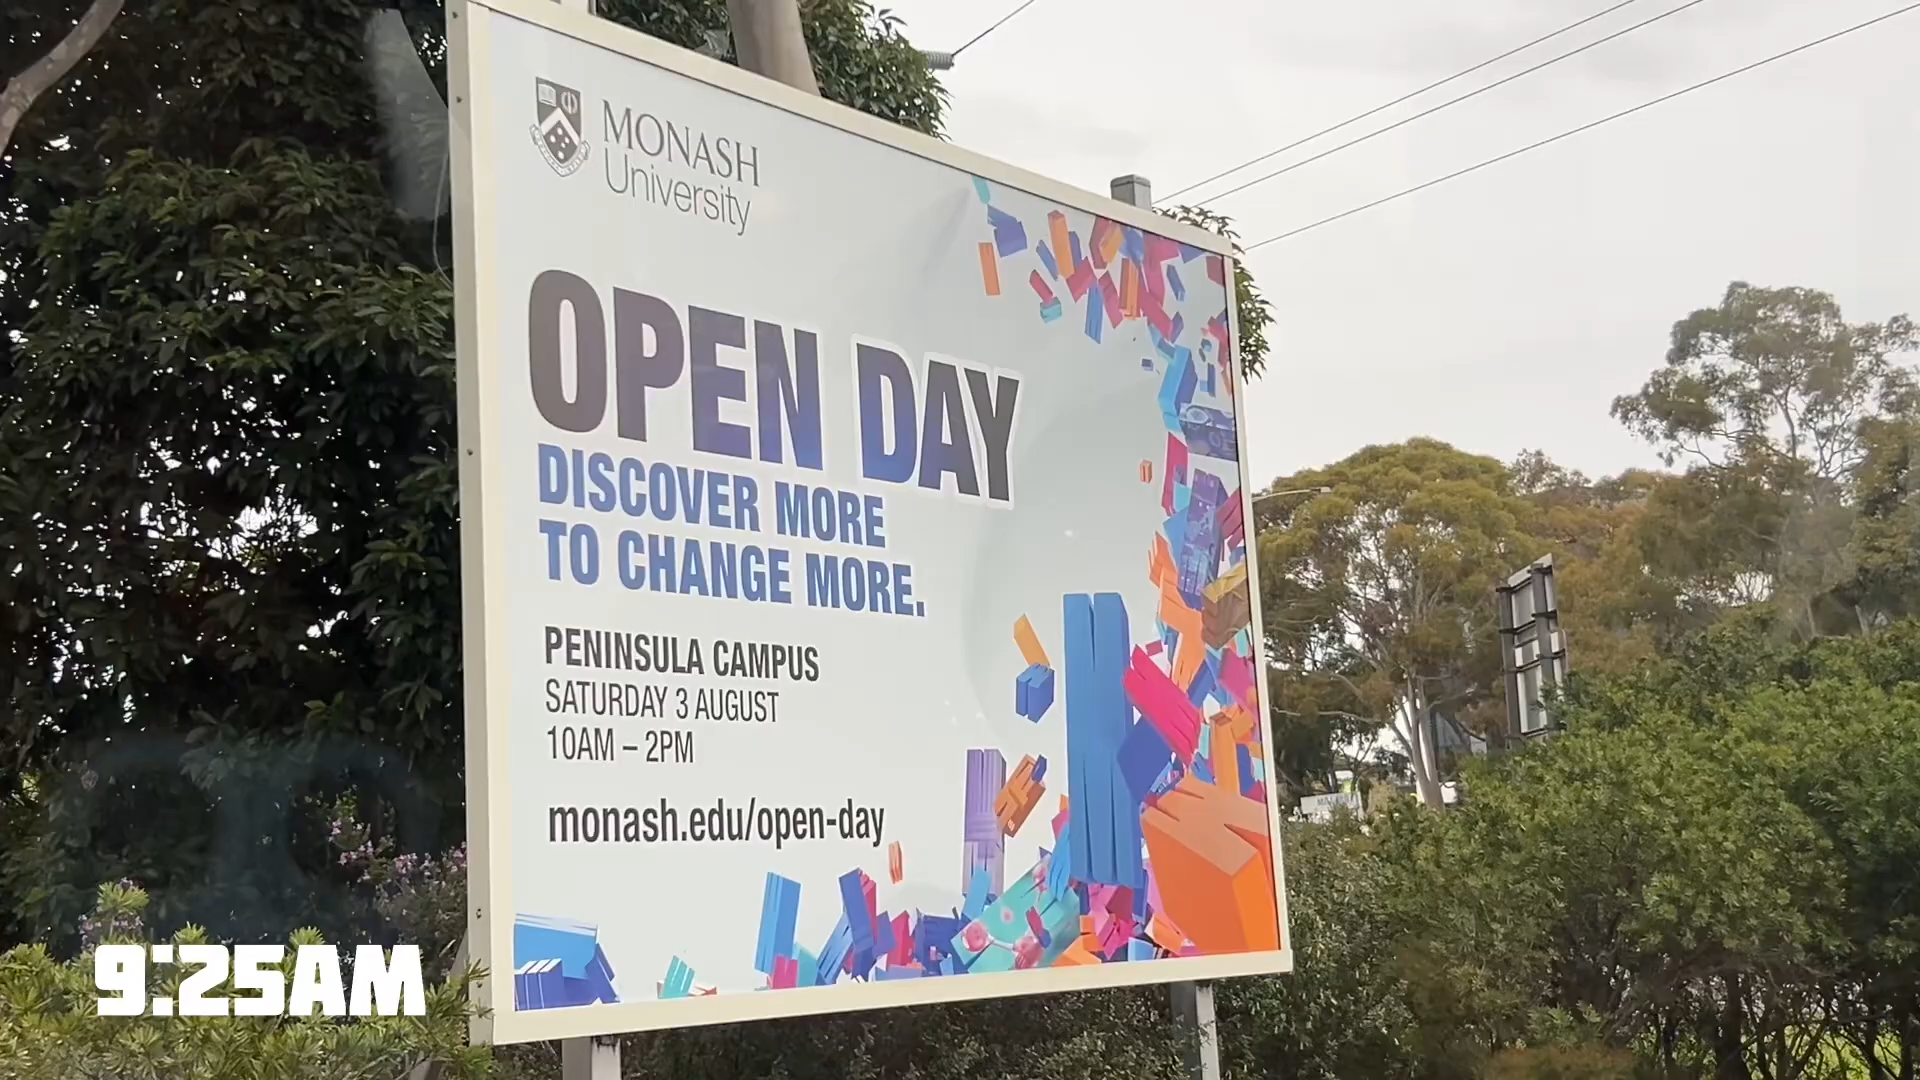 MONASH
University
OPEN DAY
DISCOVER MORE
TO CHANGE MORE.
PENINSULA CAMPUS
SATURDAY 3 AUGUST
10AM – 2PM
monash.edu/open-day
9:25AM